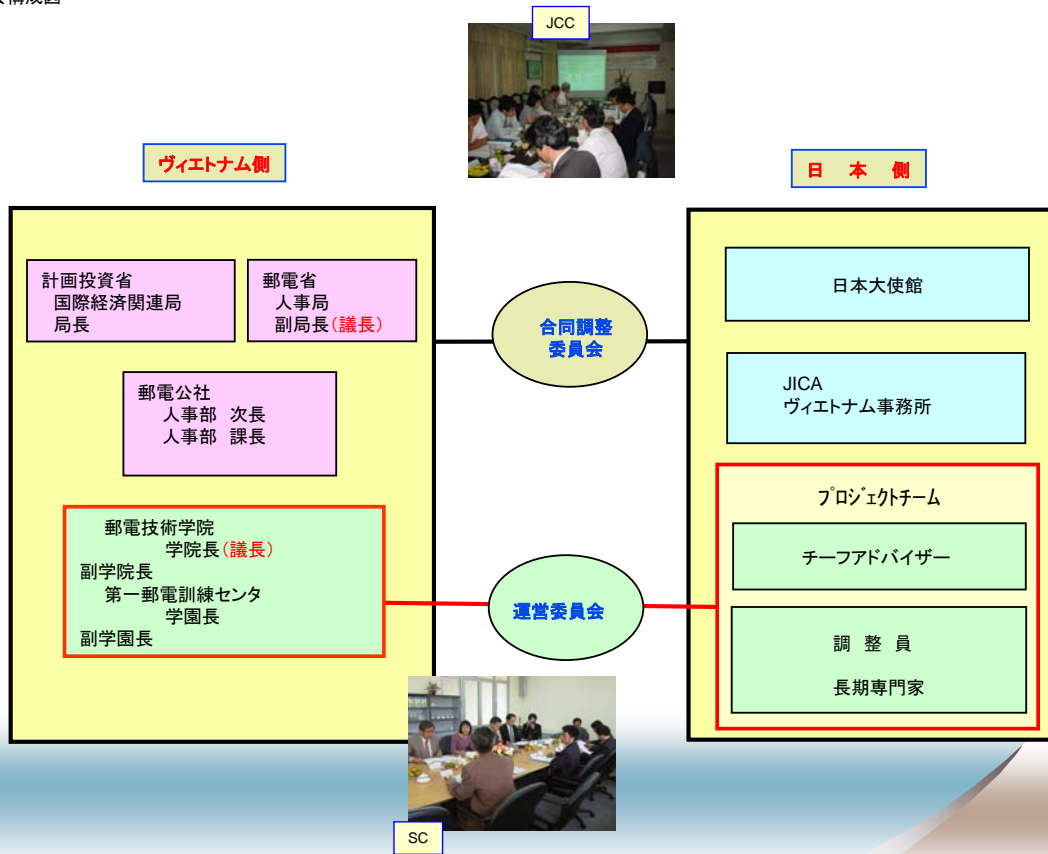 構成図
JCC
ヴィエトナム側
日 本 側
計画投資省
国際経済関連局
局長
郵電省
人事局
副局長(議長)
郵電公社
人事部 次長
人事部 課長
郵電技術学院
学院長(議長)
副学院長
第一郵電訓練センタ
学園長
副学園長
合同調整
委員会
運営委員会
日本大使館
JICA
ヴィエトナム事務所
プロジェクトチーム
チーフアドバイザー
調 整 員
長期専門家
SC